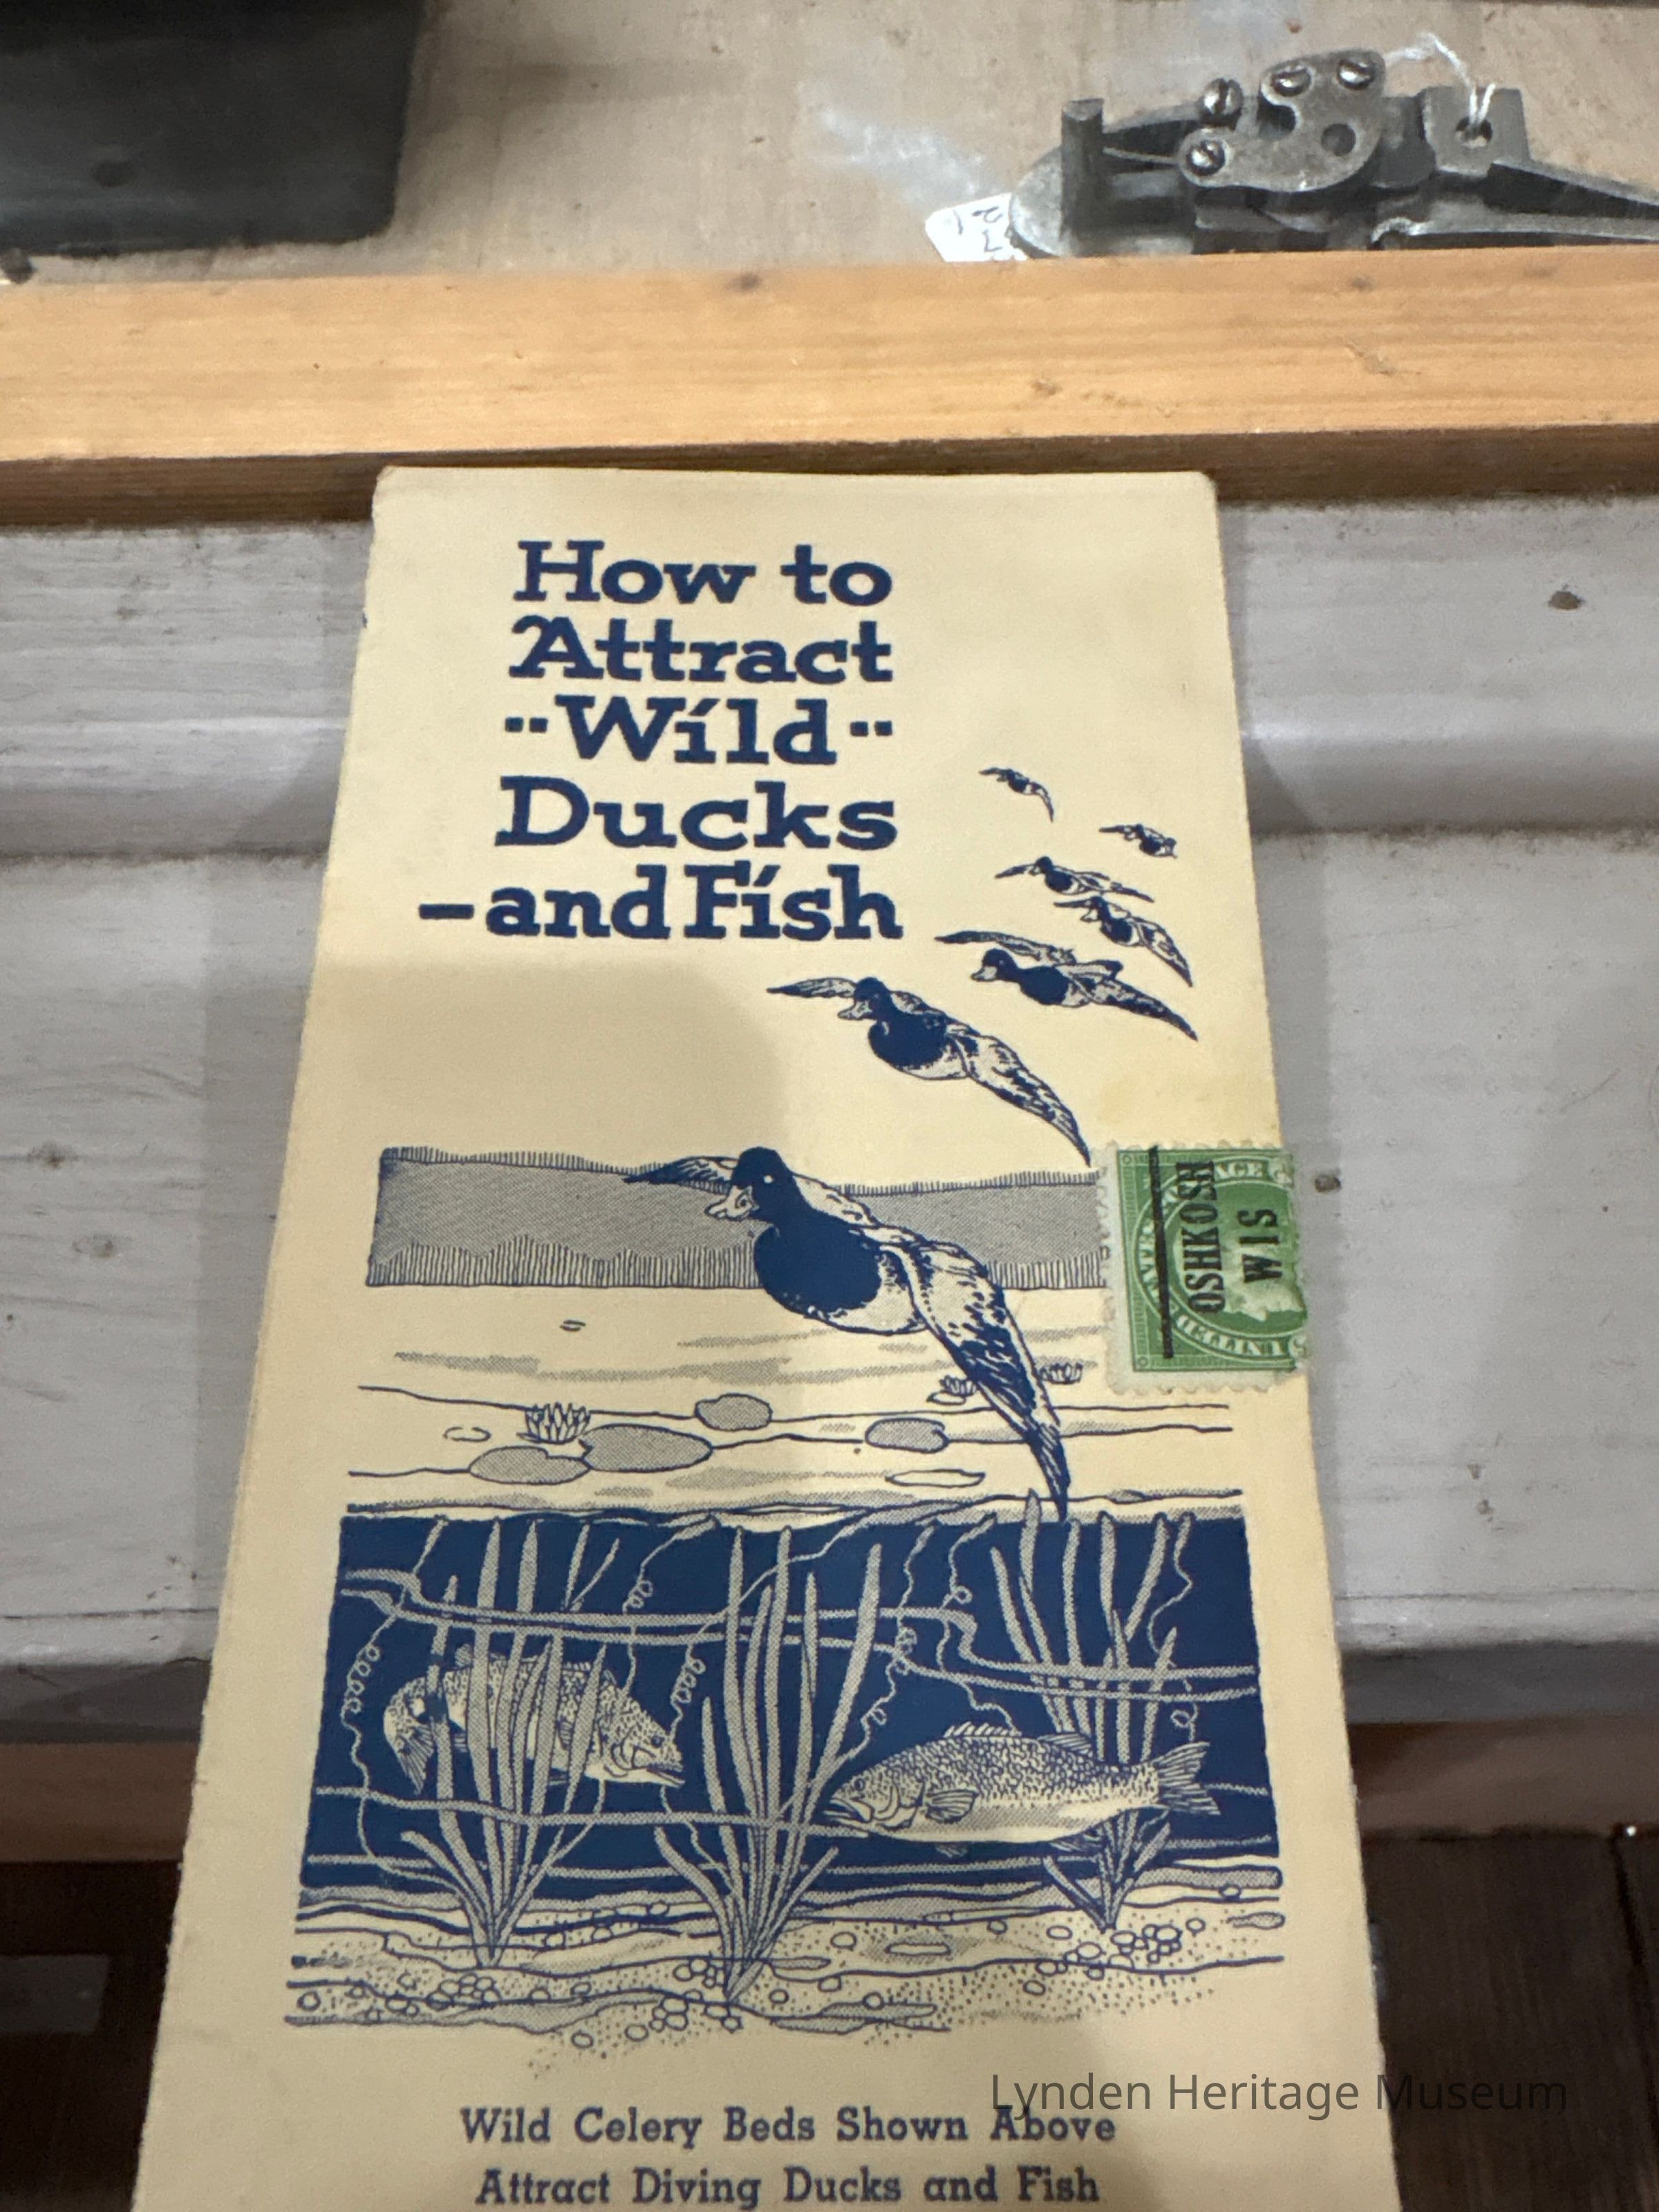 How to
Attract
"Wild"
Ducks
-and Fish
OSHKOSH
WIS
Wild Celery Beds Shown Above
Attract Diving Ducks and Fish
Lynden Heritage Museum